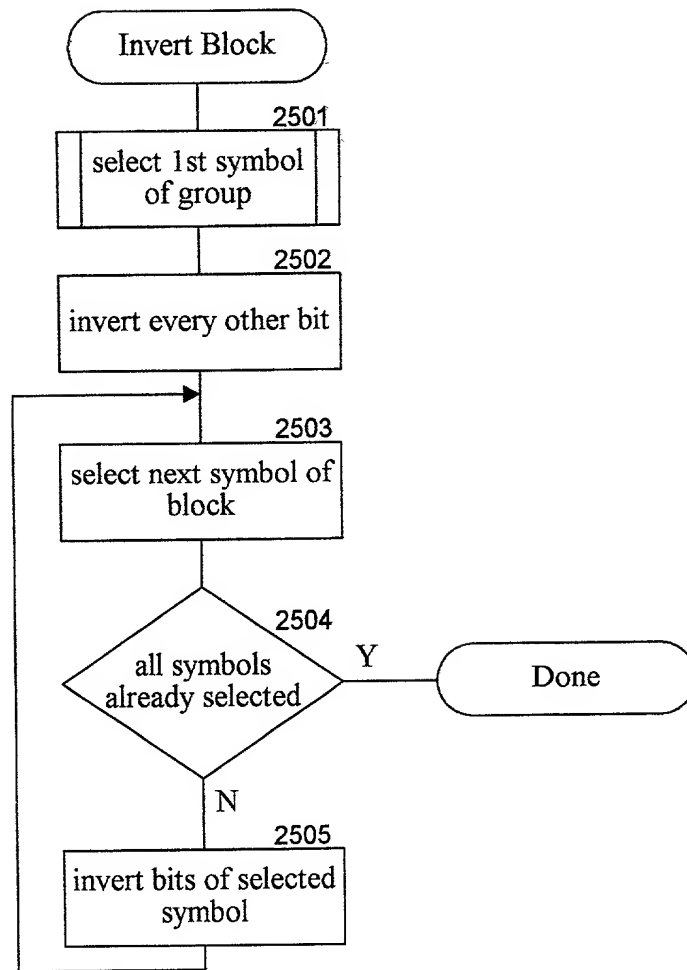 Invert Block
2501
select 1st symbol
of group
2502
invert every other bit
2503
select next symbol of
block
2504
all symbols
already selected
Y
Done
N
2505
invert bits of selected
symbol